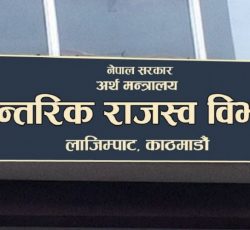 नेपाल सरकार
अर्थ मन्त्रालय
न्तरिक राजस्व विभ
लाजिम्पाट, काठमाडौं